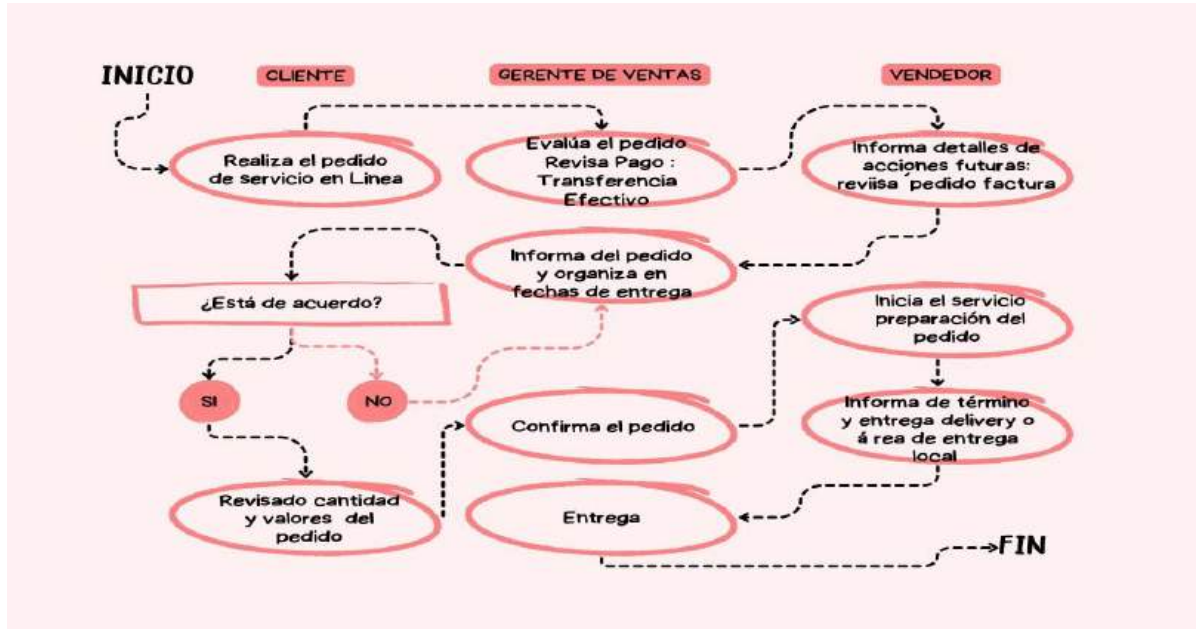 INICIO
CLIENTE
GERENTE DE VENTAS
VENDEDOR
Realiza el pedido
de servicio en Linea
Evalúa el pedido
Revisa Pago :
Transferencia
Efectivo
Informa detalles de
acciones futuras:
reviisa ´pedido factura
Informa del pedido
y organiza en
fechas de entrega
¿Está de acuerdo?
Inicia el servicio
preparación del
pedido
SI
NO
Confirma el pedido
Informa de término
y entrega delivery o
á rea de entrega
local
Revisado cantidad
y valores del
pedido
Entrega
FIN